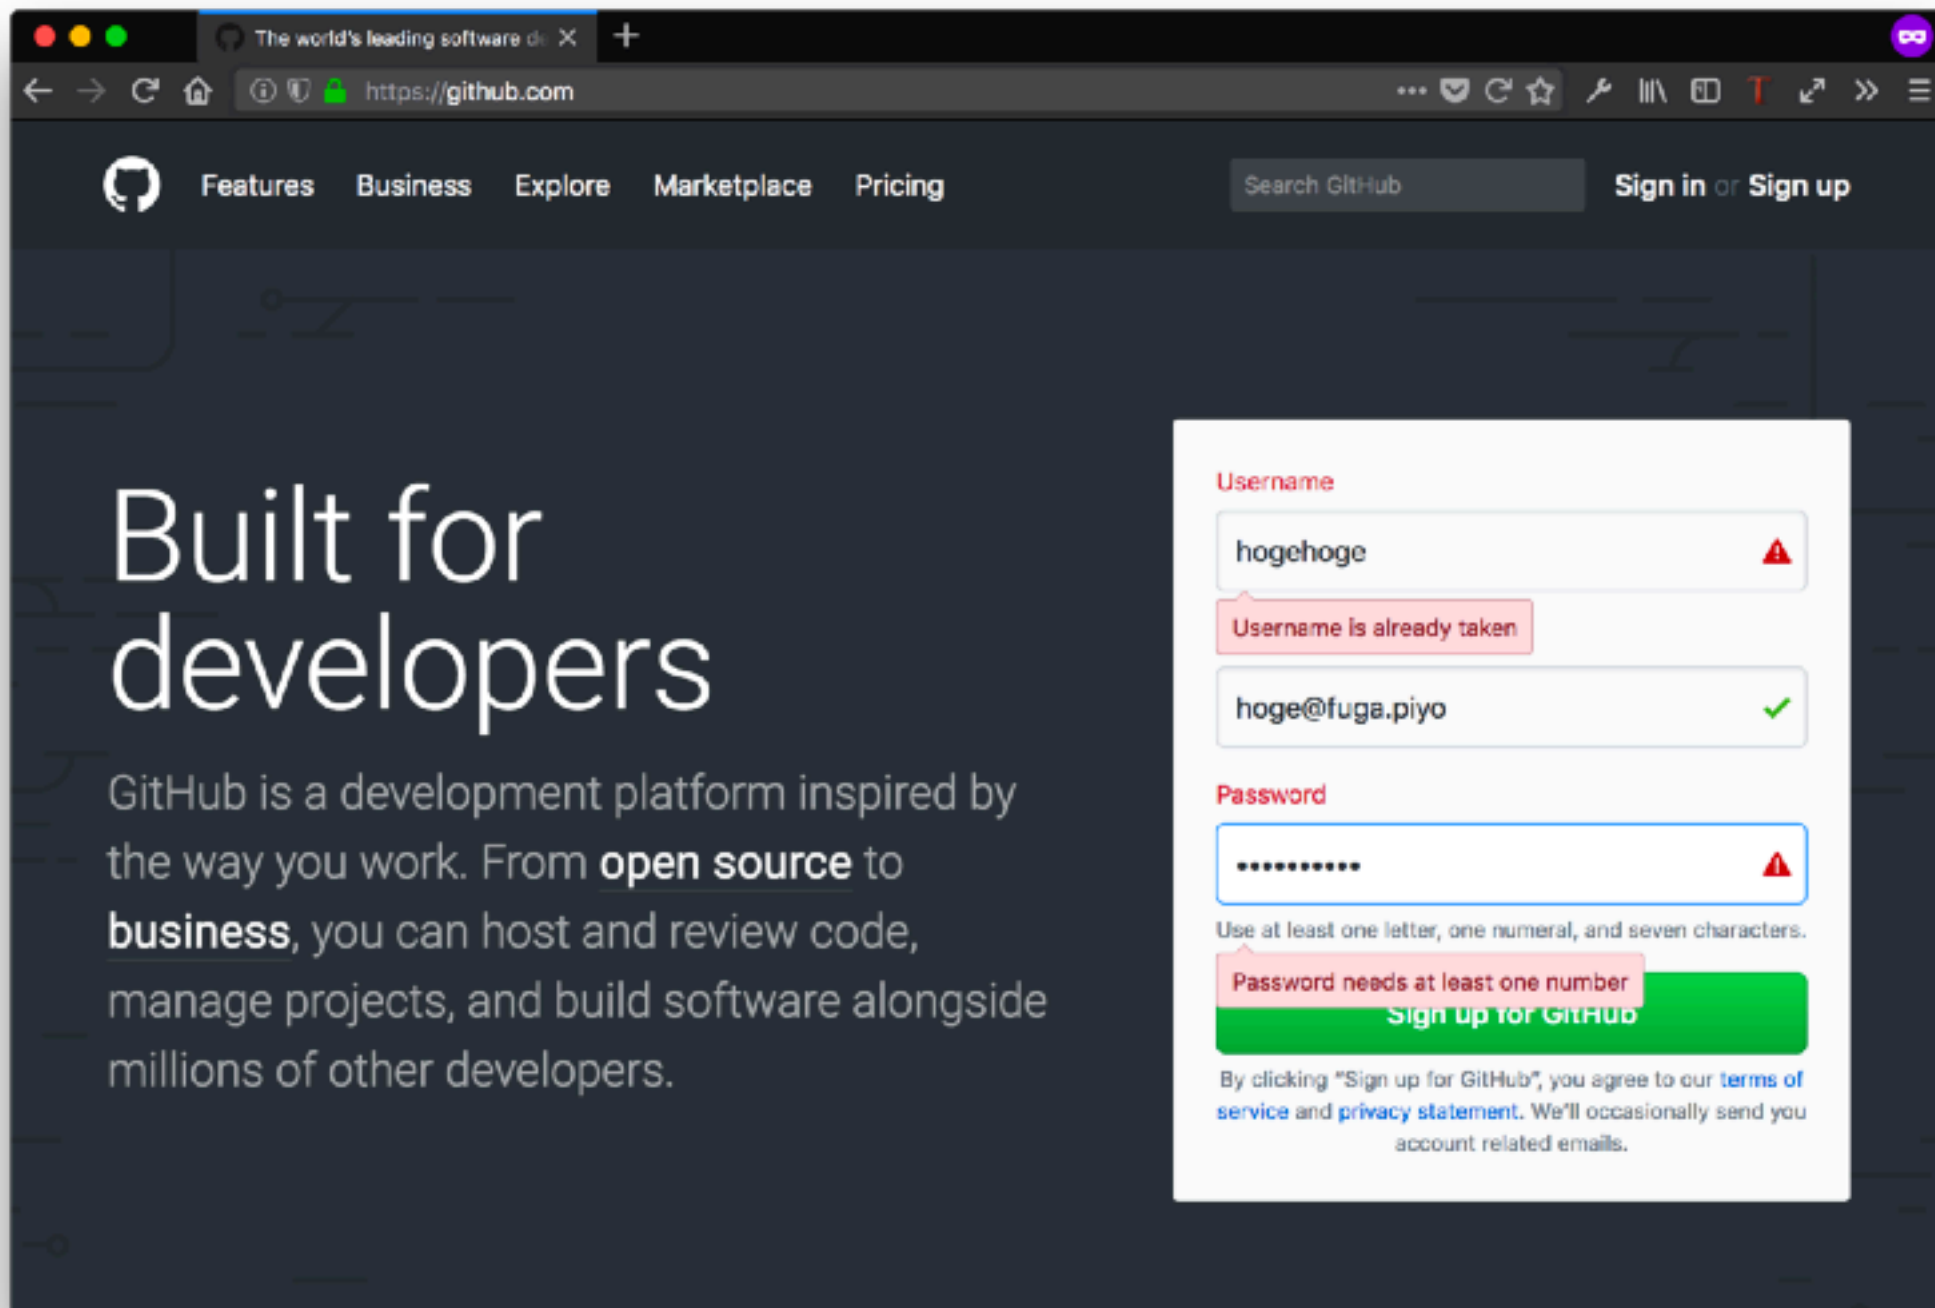 The world's leading software de
https://github.com
Features Business Explore Marketplace Pricing
Search GitHub
Sign in or Sign up
Built for
developers
GitHub is a development platform inspired by
the way you work. From open source to
business, you can host and review code,
manage projects, and build software alongside
millions of other developers.
Username
hogehoge
Username is already taken
hoge@fuga.piyo
Password
••••••••••
Use at least one letter, one numeral, and seven characters.
Password needs at least one number
Sign up for GitHub
By clicking "Sign up for GitHub", you agree to our terms of
service and privacy statement. We'll occasionally send you
account related emails.